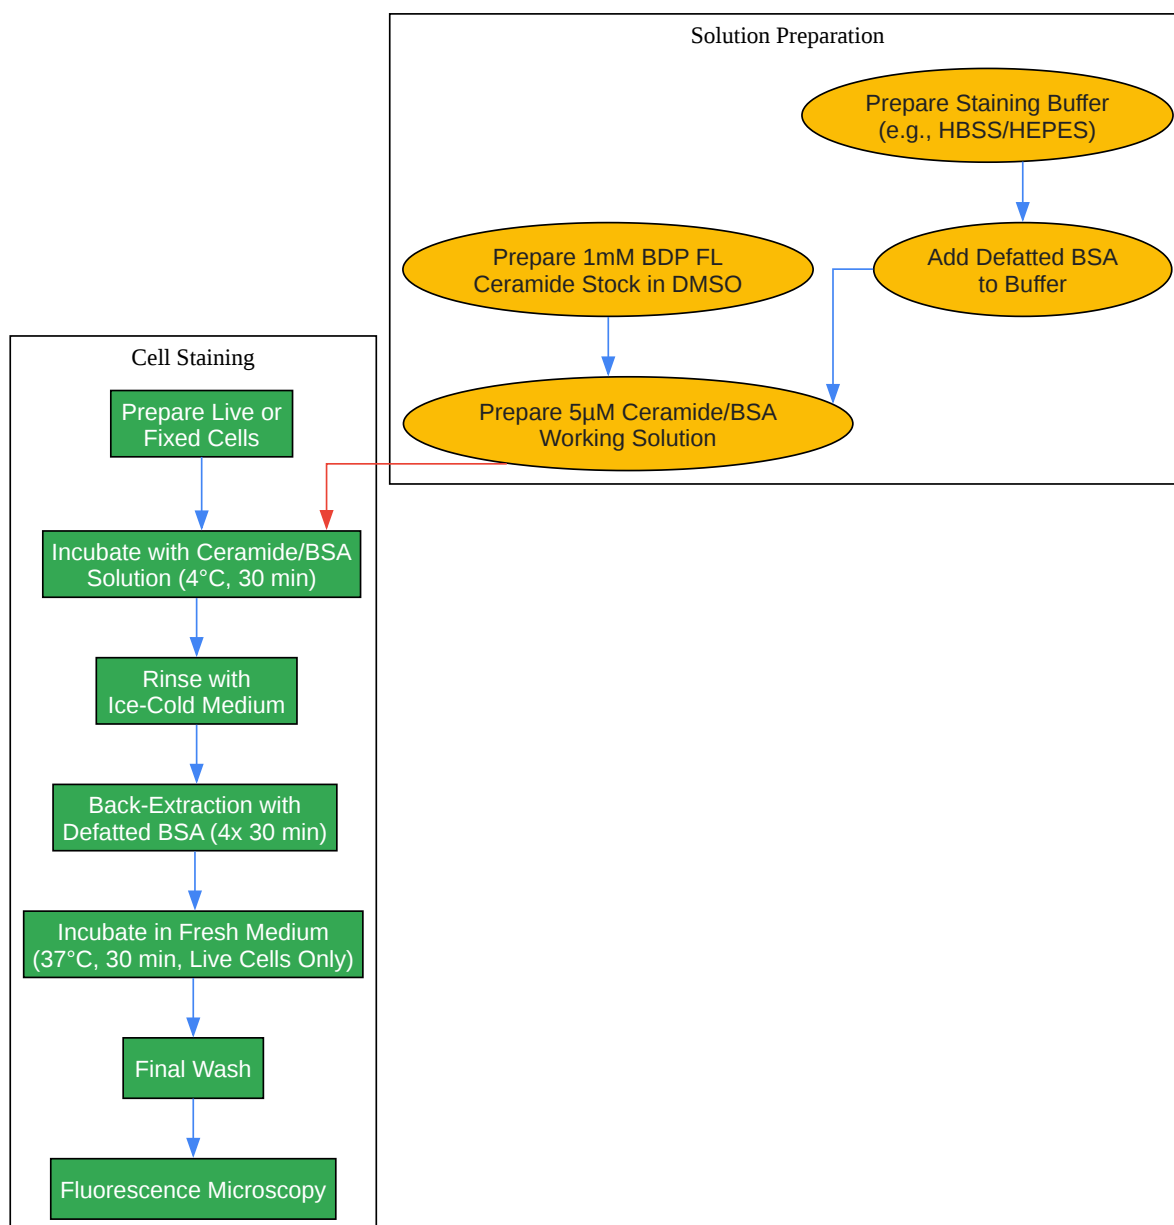 Solution Preparation
Prepare Staining Buffer
(e.g., HBSS/HEPES)
Prepare 1mM BDP FL
Ceramide Stock in DMSO
Add Defatted BSA
to Buffer
Prepare 5µM Ceramide/BSA
Working Solution
Cell Staining
Prepare Live or
Fixed Cells
Incubate with Ceramide/BSA
Solution (4°C, 30 min)
Rinse with
Ice-Cold Medium
Back-Extraction with
Defatted BSA (4x 30 min)
Incubate in Fresh Medium
(37°C, 30 min, Live Cells Only)
Final Wash
Fluorescence Microscopy